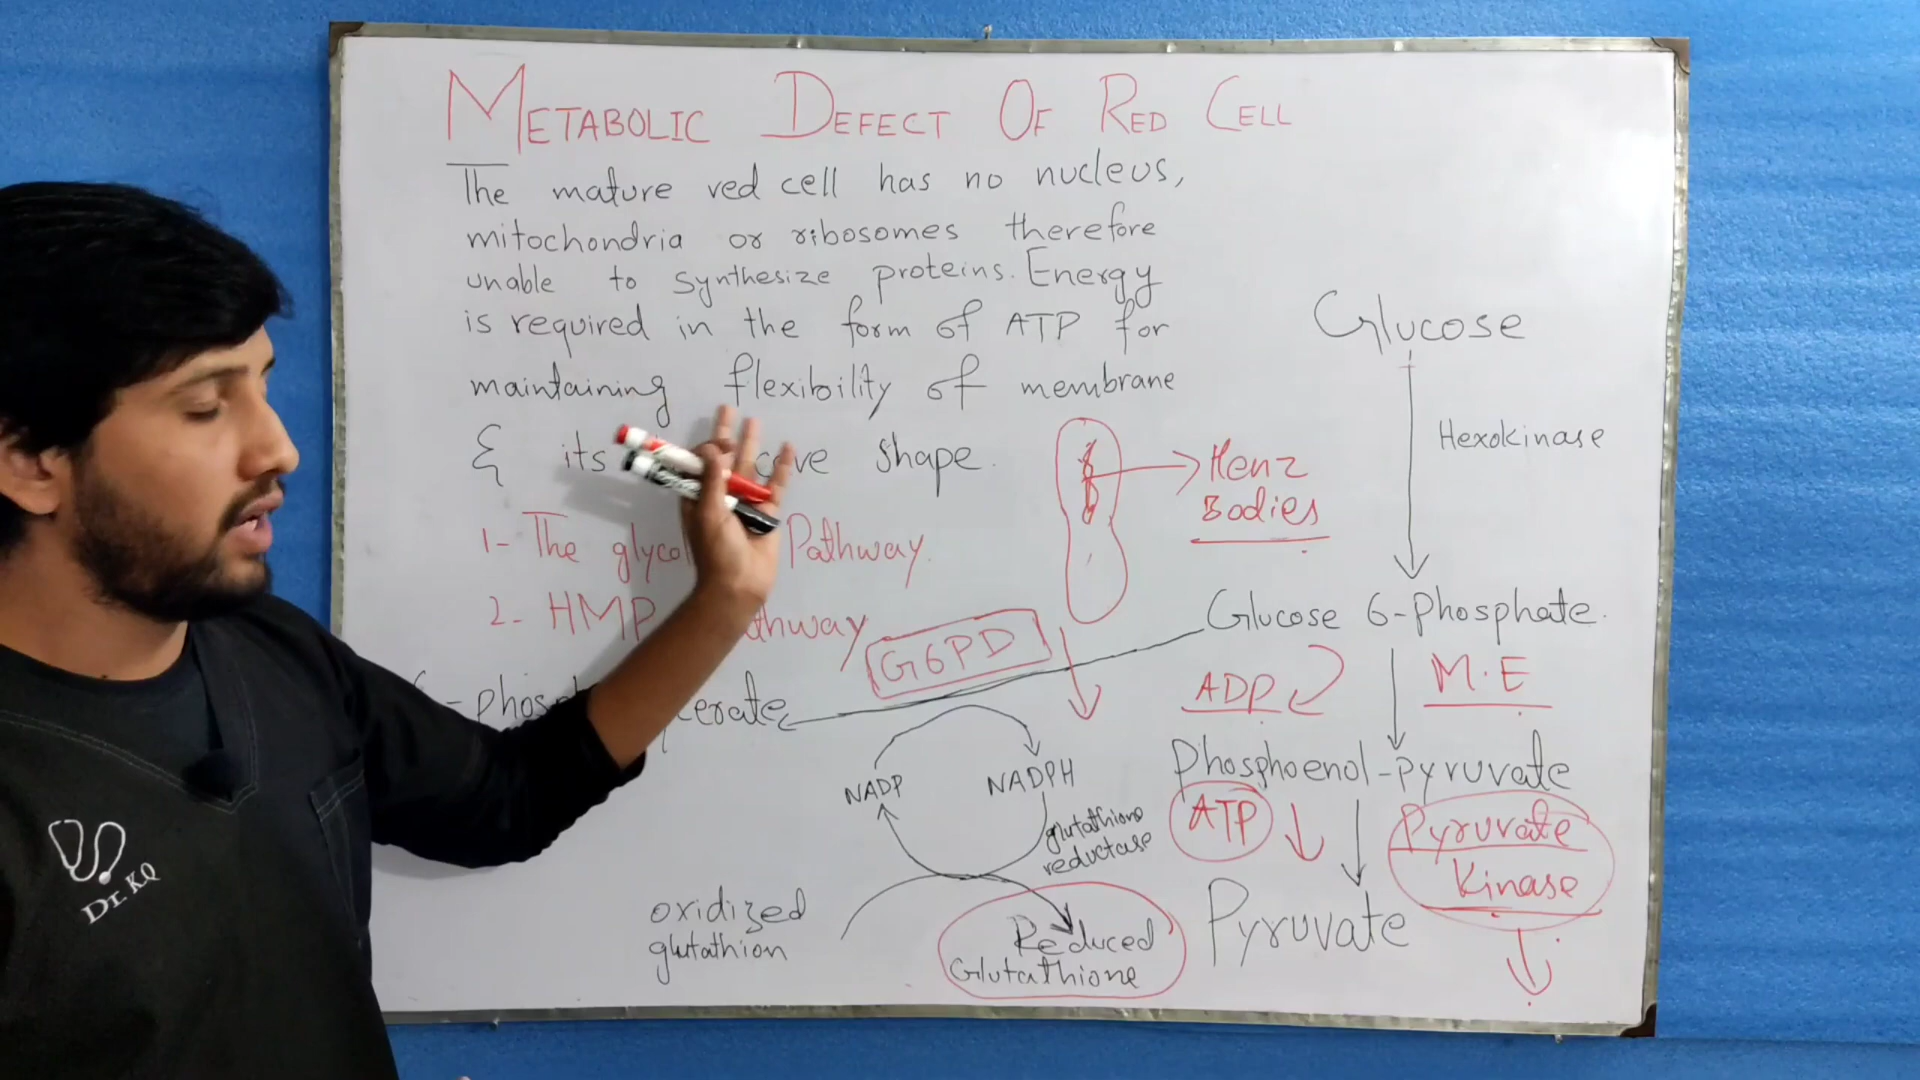 METABOLIC DEFECT OF RED CELL
The mature red cell has no nucleus,
mitochondria or ribosomes therefore
unable to synthesize proteins. Energy
is required in the form of ATP for
maintaining flexibility of membrane
& its shape.
1- The Pathway.
2- HMP
G6PD
NADP
NADPH
glutathione
reductase
oxidized
glutathion
Reduced
Glutathione
Henz
Bodies
Glucose
Hexokinase
Glucose 6-Phosphate.
ADP
M.E
Phosphoenol-pyruvate
ATP
Pyruvate
Kinase
Pyruvate
Dr. KQ